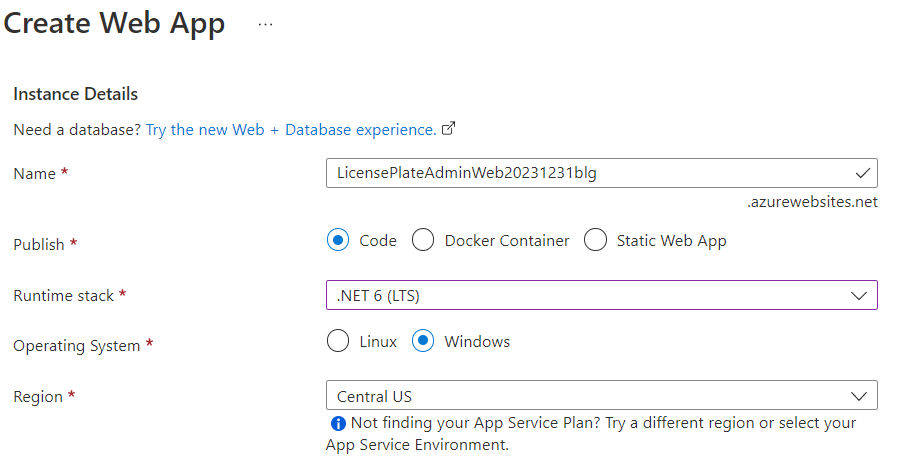 Create Web App ...
Instance Details
Need a database? Try the new Web + Database experience.
Name * LicensePlateAdminWeb20231231blg
.azurewebsites.net
Publish * Code Docker Container Static Web App
Runtime stack * .NET 6 (LTS)
Operating System * Linux Windows
Region * Central US
Not finding your App Service Plan? Try a different region or select your
App Service Environment.